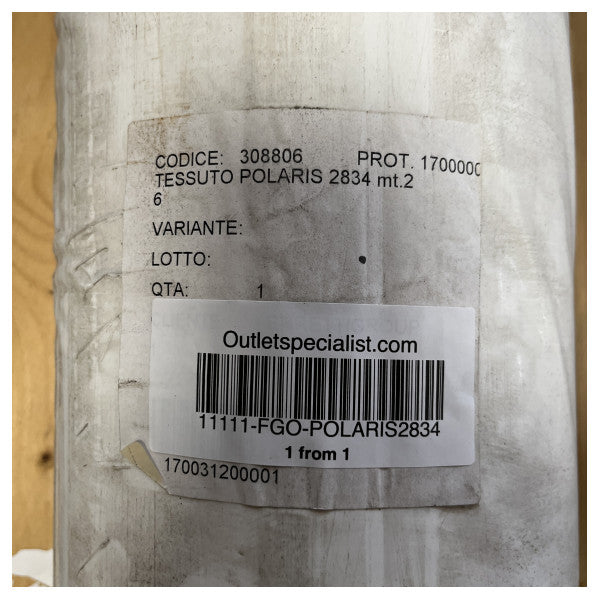 CODICE: 308806 PROT. 1700000
TESSUTO POLARIS 2834 mt.2
6
VARIANTE:
LOTTO:
QTA: 1
Outletspecialist.com
11111-FGO-POLARIS2834
1 from 1
170031200001